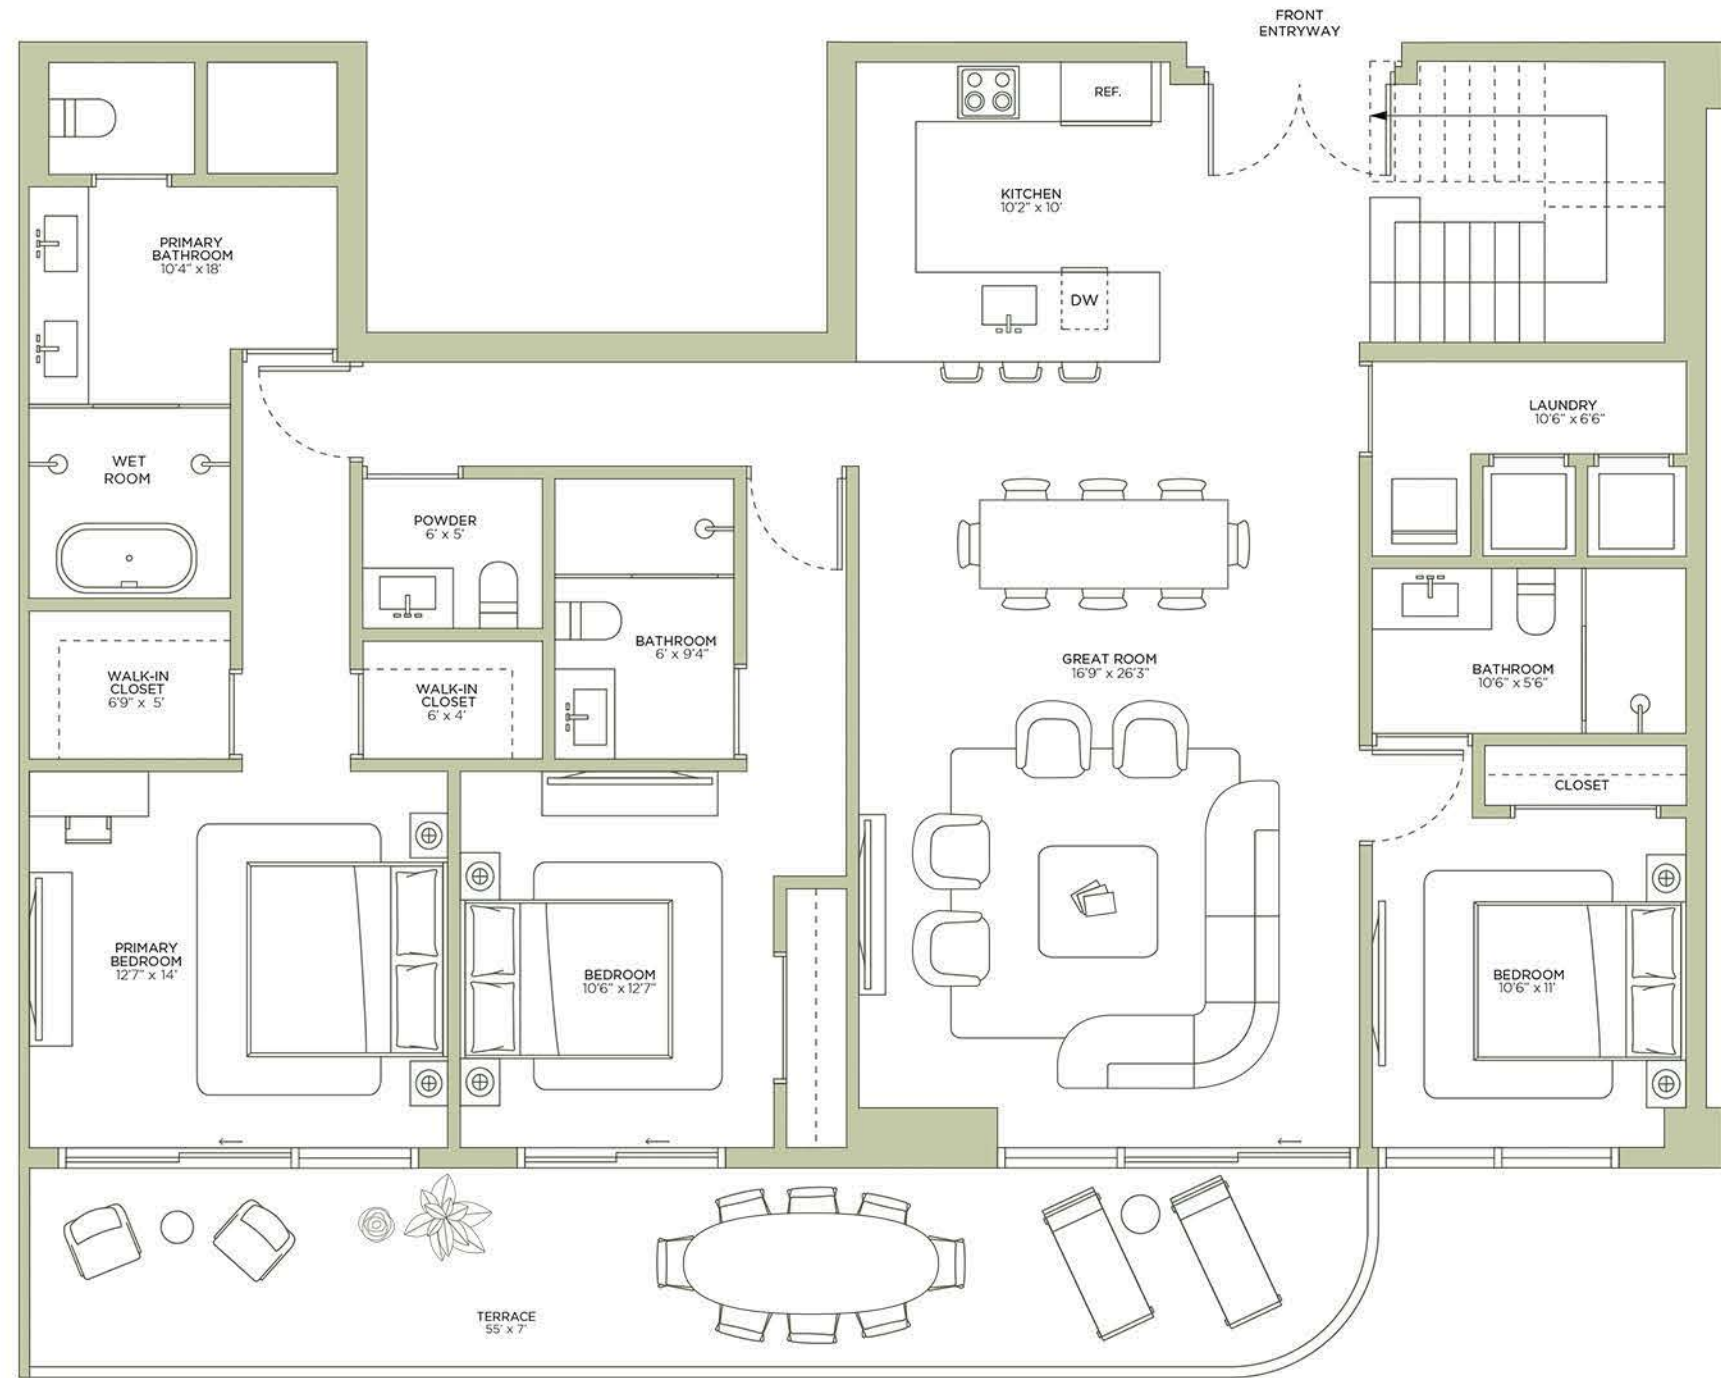 FRONT
ENTRYWAY
REF.
KITCHEN
10'2" x 10'
PRIMARY
BATHROOM
10'4" x 18'
DW
LAUNDRY
10'6" x 6'6"
WET
ROOM
POWDER
6' x 5'
BATHROOM
6' x 9'4"
GREAT ROOM
16'9" x 26'3"
BATHROOM
10'6" x 5'6"
WALK-IN
CLOSET
6'9" x 5'
WALK-IN
CLOSET
6' x 4'
CLOSET
PRIMARY
BEDROOM
12'7" x 14'
BEDROOM
10'6" x 12'7"
BEDROOM
10'6" x 11'
TERRACE
55' x 7'